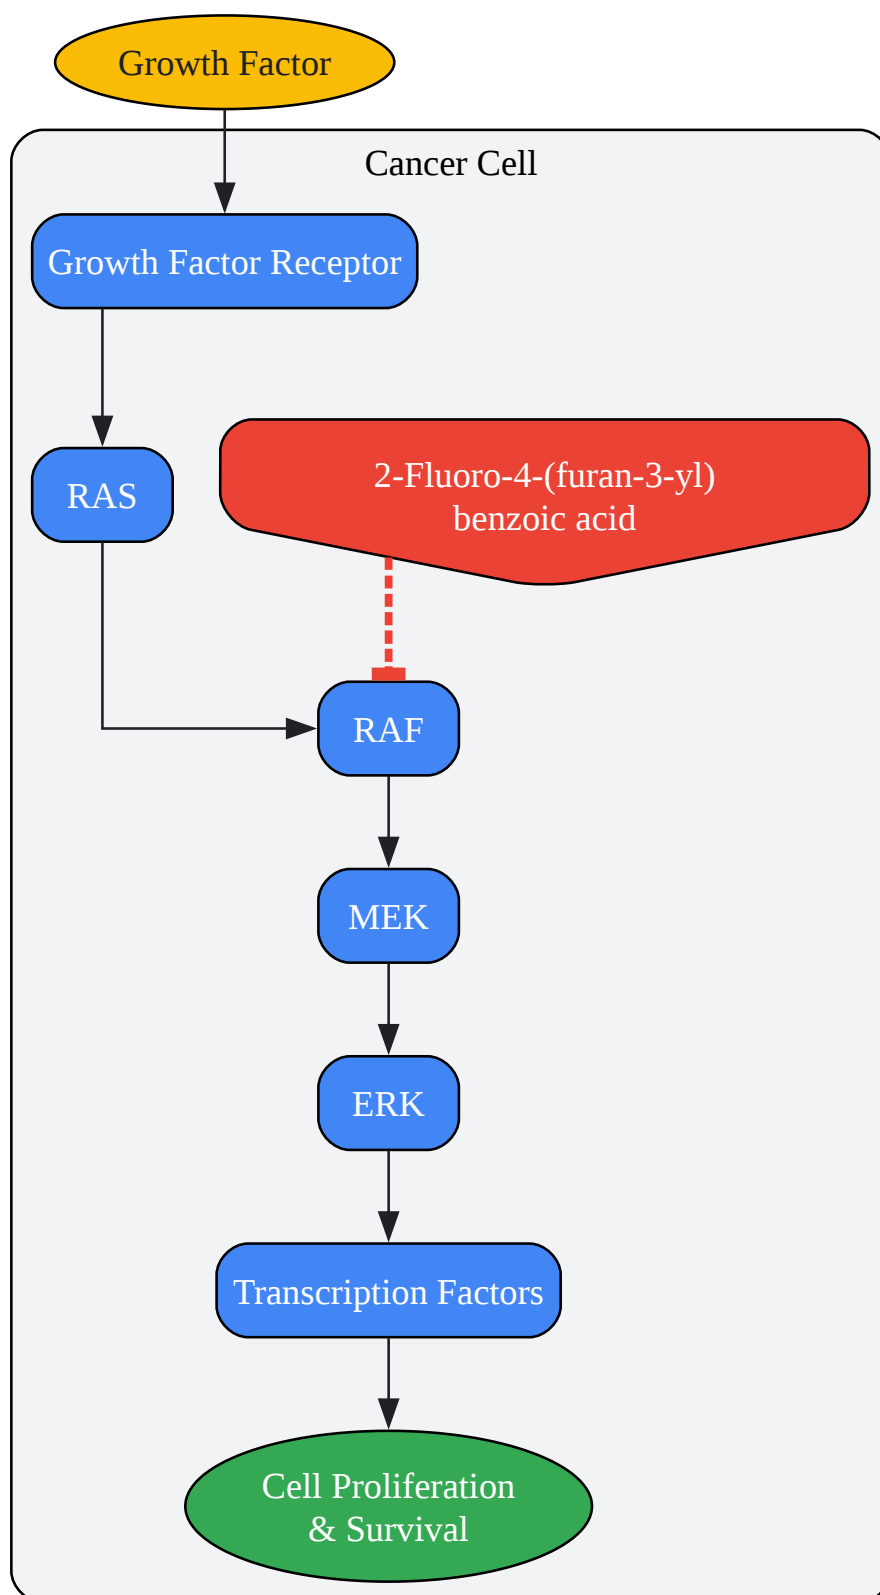 Growth Factor
Cancer Cell
Growth Factor Receptor
RAS
2-Fluoro-4-(furan-3-yl)
benzoic acid
RAF
MEK
ERK
Transcription Factors
Cell Proliferation
& Survival